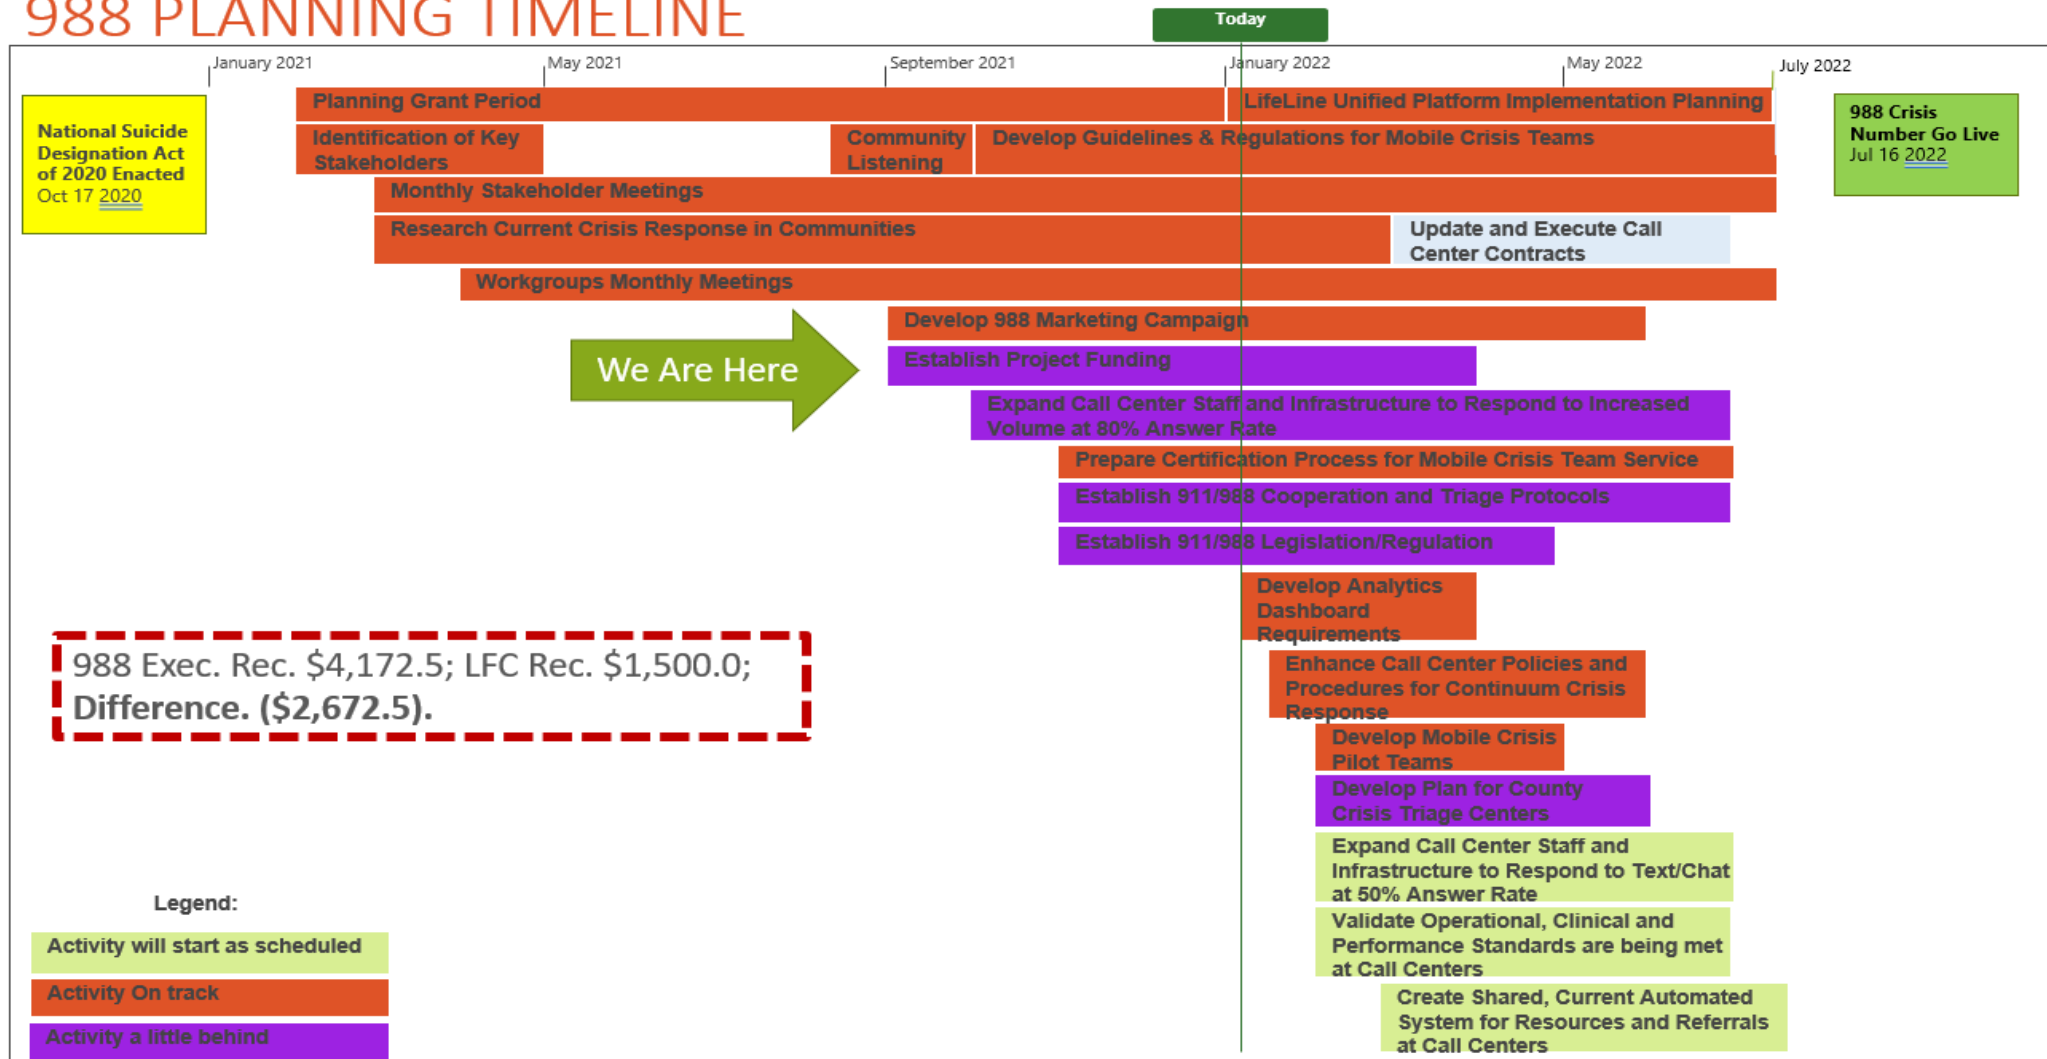 988 PLANNING TIMELINE
Today
January 2021
May 2021
September 2021
January 2022
May 2022
July 2022
National Suicide
Designation Act
of 2020 Enacted
Oct 17 2020
Planning Grant Period
LifeLine Unified Platform Implementation Planning
988 Crisis
Number Go Live
Jul 16 2022
Identification of Key
Stakeholders
Community
Listening
Develop Guidelines & Regulations for Mobile Crisis Teams
Monthly Stakeholder Meetings
Research Current Crisis Response in Communities
Update and Execute Call
Center Contracts
Workgroups Monthly Meetings
Develop 988 Marketing Campaign
We Are Here
Establish Project Funding
Expand Call Center Staff and Infrastructure to Respond to Increased
Volume at 80% Answer Rate
Prepare Certification Process for Mobile Crisis Team Service
Establish 911/988 Cooperation and Triage Protocols
Establish 911/988 Legislation/Regulation
Develop Analytics
Dashboard
Requirements
988 Exec. Rec. $4,172.5; LFC Rec. $1,500.0;
Difference. ($2,672.5).
Enhance Call Center Policies and
Procedures for Continuum Crisis
Response
Develop Mobile Crisis
Pilot Teams
Develop Plan for County
Crisis Triage Centers
Expand Call Center Staff and
Infrastructure to Respond to Text/Chat
at 50% Answer Rate
Validate Operational, Clinical and
Performance Standards are being met
at Call Centers
Create Shared, Current Automated
System for Resources and Referrals
at Call Centers
Legend:
Activity will start as scheduled
Activity On track
Activity a little behind